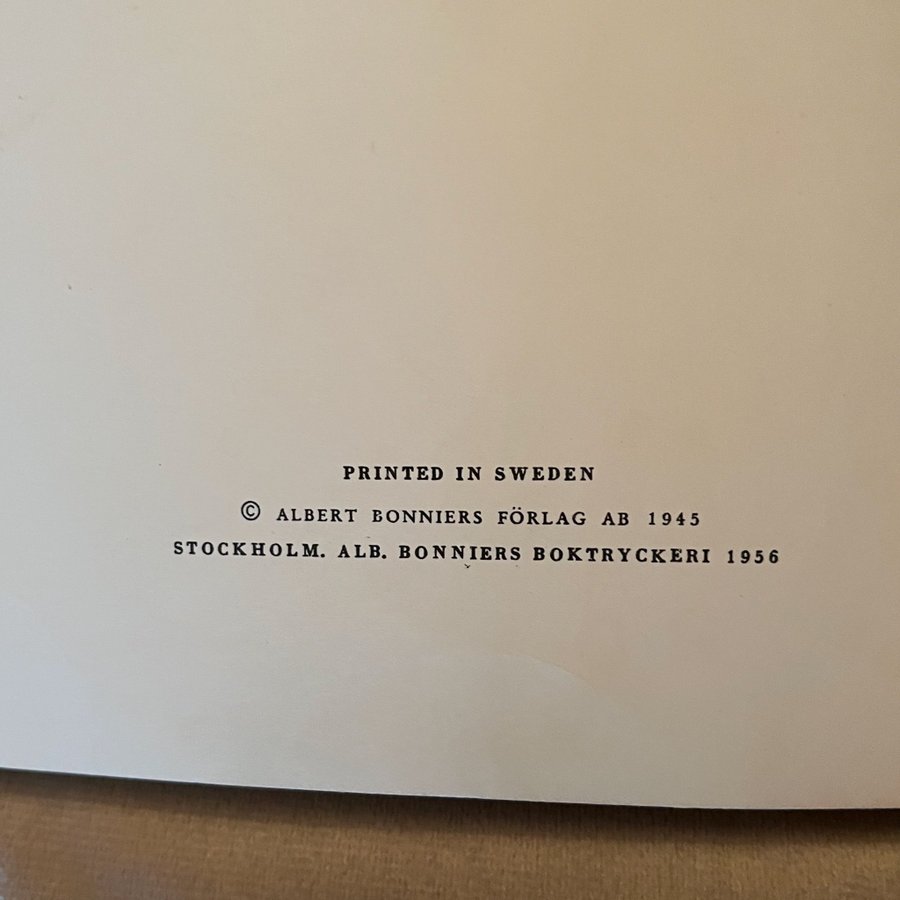 PRINTED IN SWEDEN
© ALBERT BONNIERS FÖRLAG AB 1945
STOCKHOLM. ALB. BONNIERS BOKTRYCKERI 1956